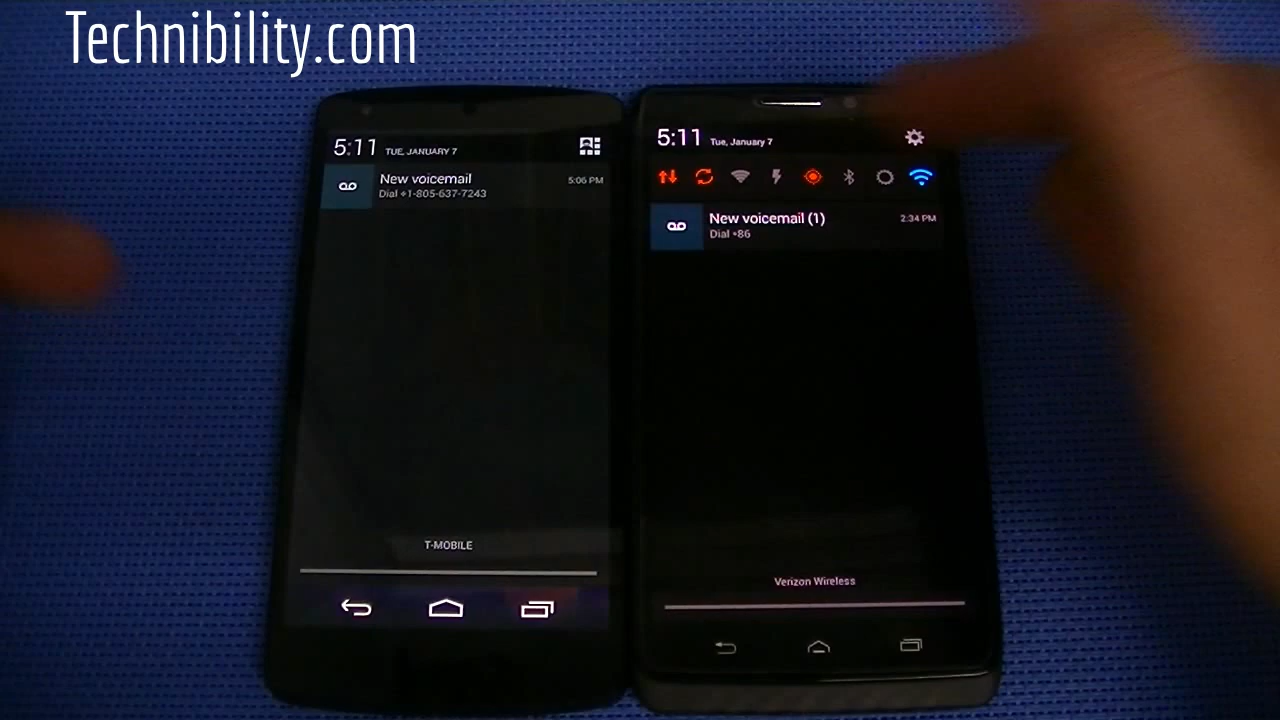 Technibility.com
5:11 TUE, JANUARY 7
New voicemail 5:06 PM
Dial +1-805-637-7243
T-MOBILE
5:11 Tue, January 7
New voicemail (1) 2:34 PM
Dial *86
Verizon Wireless